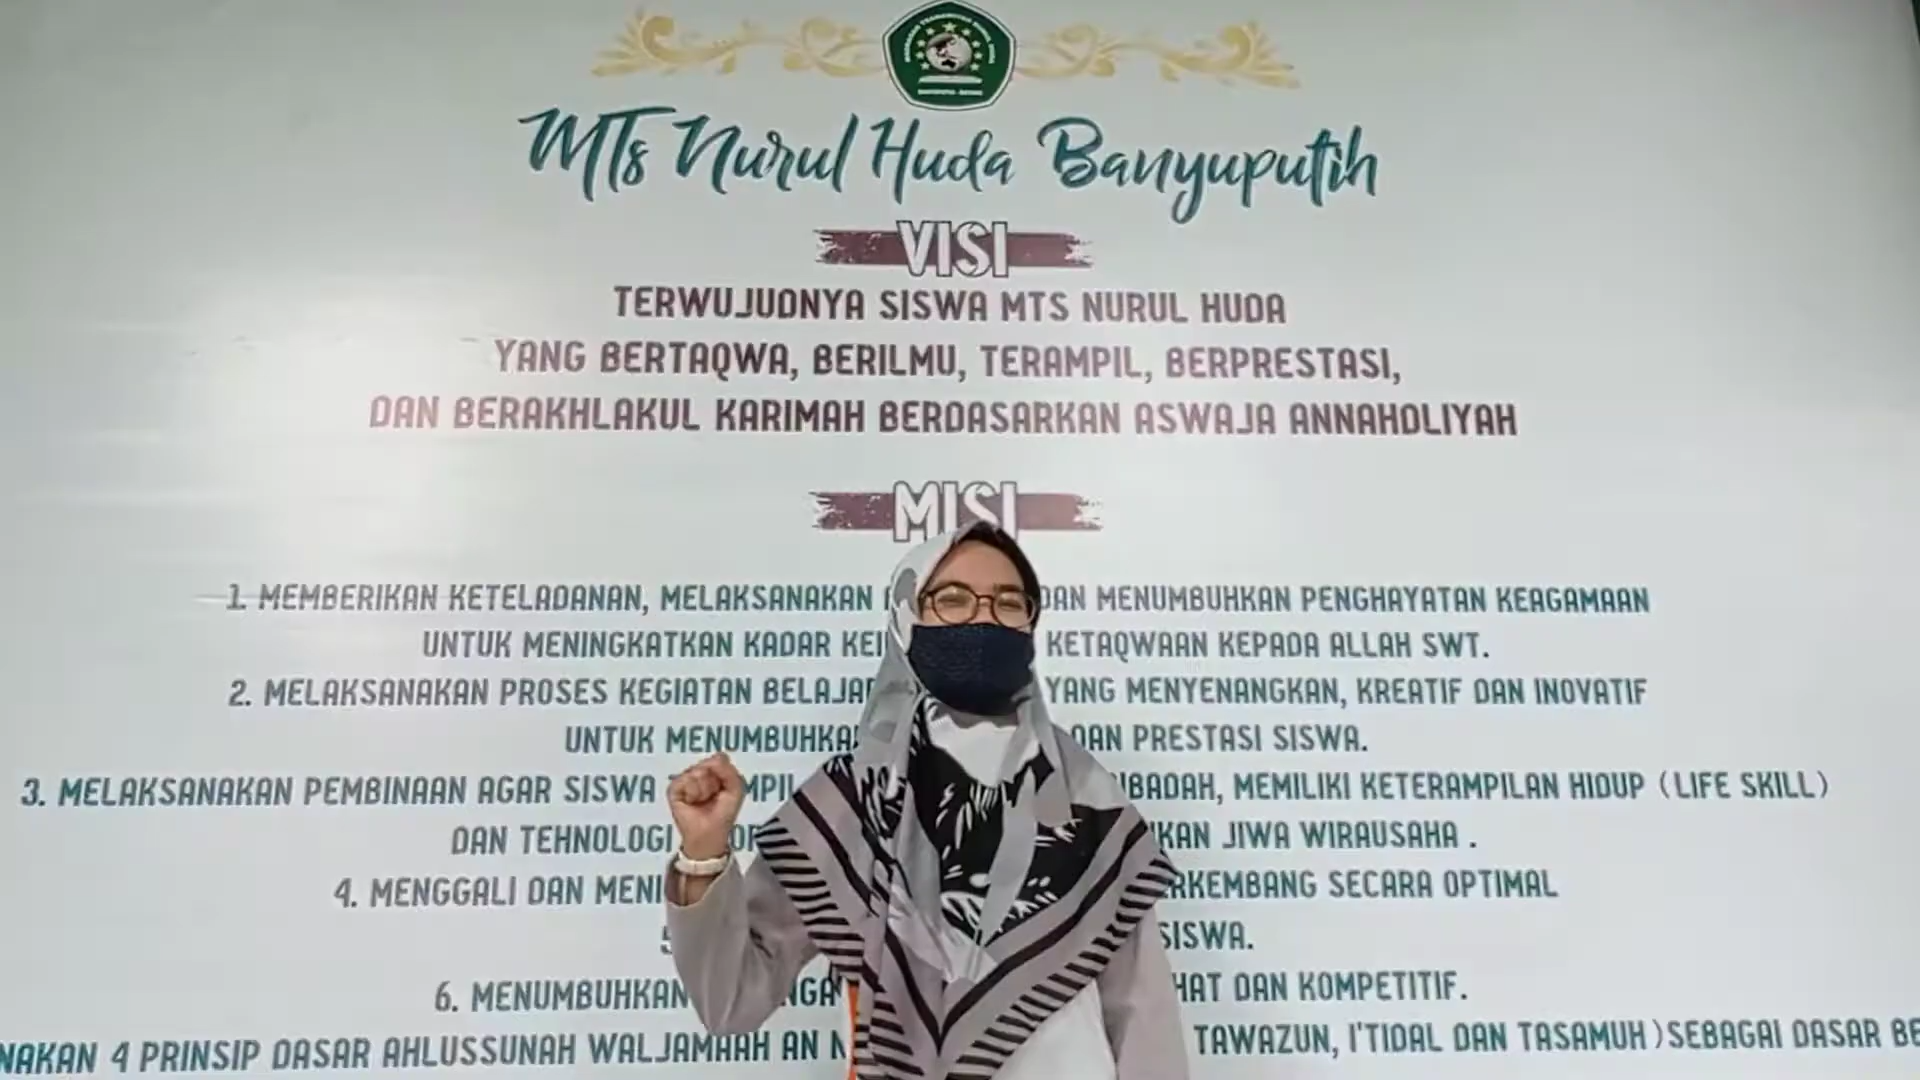 MTs Nurul Huda Banyuputih
VISI
TERWUJUDNYA SISWA MTS NURUL HUDA
YANG BERTAQWA, BERILMU, TERAMPIL, BERPRESTASI,
DAN BERAKHLAKUL KARIMAH BERDASARKAN ASWAJA ANNAHDLIYAH
MISI
1. MEMBERIKAN KETELADANAN, MELAKSANAKAN DAN MENUMBUHKAN PENGHAYATAN KEAGAMAAN
UNTUK MENINGKATKAN KADAR KETAQWAAN KEPADA ALLAH SWT.
2. MELAKSANAKAN PROSES KEGIATAN BELAJAR YANG MENYENANGKAN, KREATIF DAN INOVATIF
UNTUK MENUMBUHKAN DAN PRESTASI SISWA.
3. MELAKSANAKAN PEMBINAAN AGAR SISWA IBADAH, MEMILIKI KETERAMPILAN HIDUP (LIFE SKILL)
DAN TEHNOLOGI JIWA WIRAUSAHA .
4. MENGGALI DAN SECARA OPTIMAL
SISWA.
6. MENUMBUHKAN DAN KOMPETITIF.
4 PRINSIP DASAR AHLUSSUNAH WALJAMAAH AN TAWAZUN, I'TIDAL DAN TASAMUH )SEBAGAI DASAR